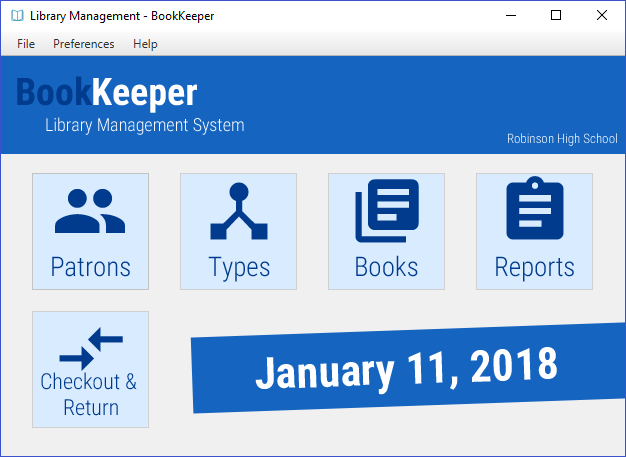 Library Management - BookKeeper
File Preferences Help
BookKeeper
Library Management System
Robinson High School
Patrons
Types
Books
Reports
Checkout &
Return
January 11, 2018